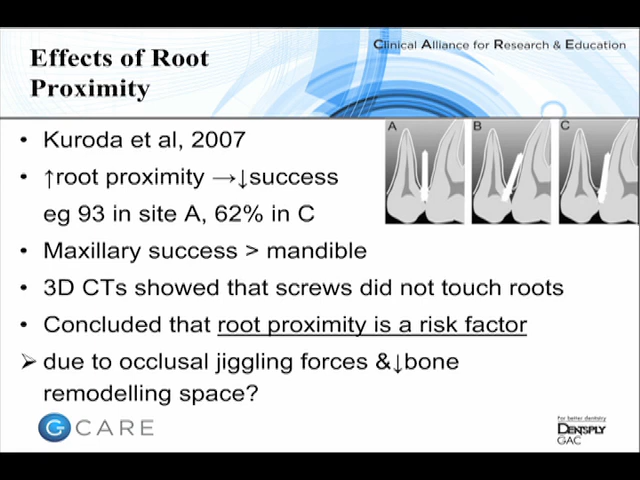 Clinical Alliance for Research & Education
Effects of Root
Proximity
A B C
• Kuroda et al, 2007
• ↑root proximity →↓success
eg 93 in site A, 62% in C
• Maxillary success > mandible
• 3D CTs showed that screws did not touch roots
• Concluded that root proximity is a risk factor
➢ due to occlusal jiggling forces &↓bone
remodelling space?
G CARE
For better dentistry
DENTSPLY
GAC